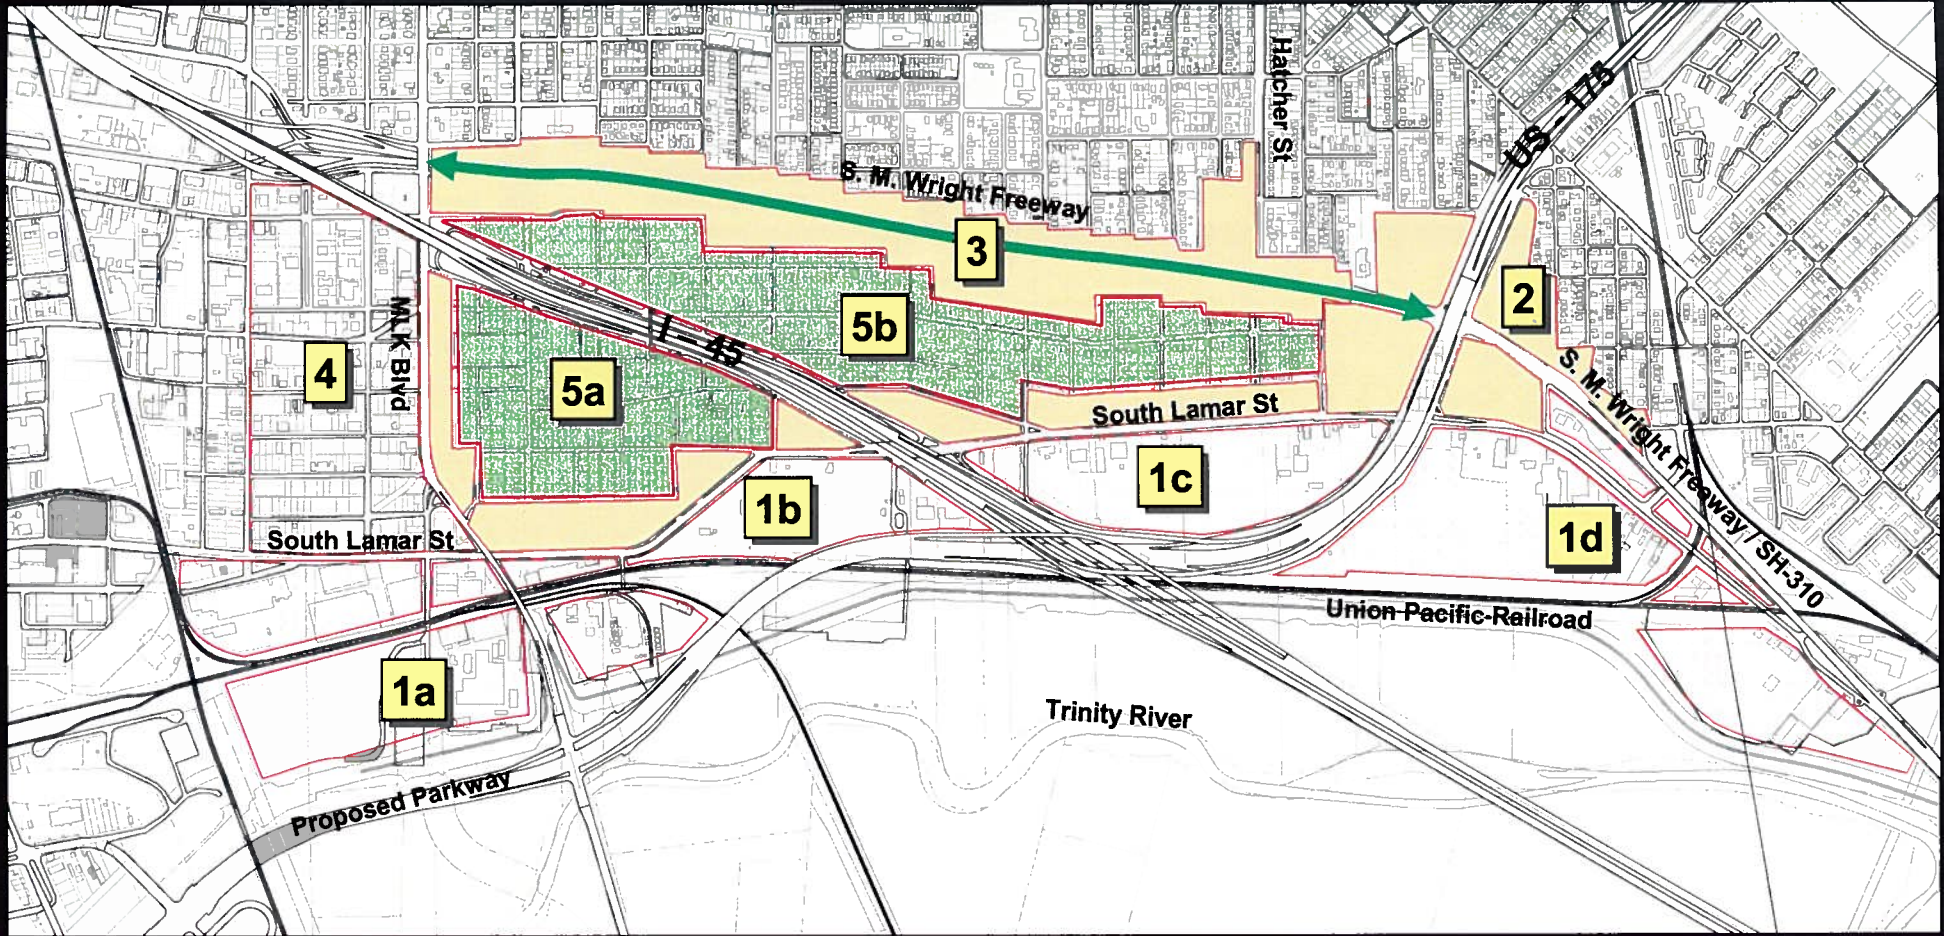 Hatcher St
US - 175
S. M. Wright Freeway
3
2
5b
I - 45
MLK Blvd
4
5a
S. M. Wright Freeway / SH-310
South Lamar St
1c
1b
1d
South Lamar St
Union Pacific Railroad
1a
Trinity River
Proposed Parkway